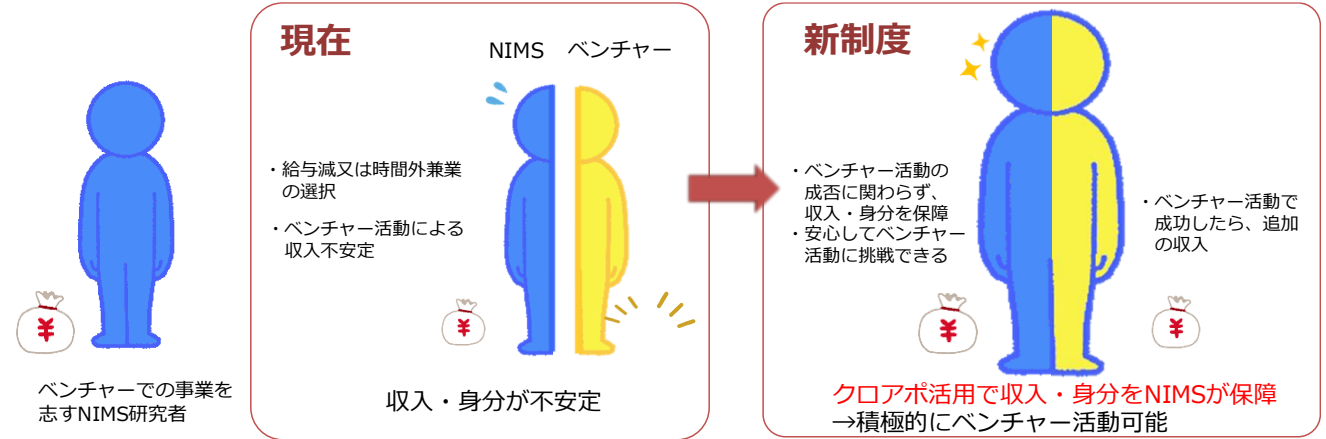 ¥
ベンチャーでの事業を
志すNIMS研究者
現在
NIMS ベンチャー
・給与減又は時間外兼業
の選択
・ベンチャー活動による
収入不安定
¥
収入・身分が不安定
新制度
・ベンチャー活動の
成否に関わらず、
収入・身分を保障
・安心してベンチャー
活動に挑戦できる
・ベンチャー活動で
成功したら、追加
の収入
¥
¥
クロアポ活用で収入・身分をNIMSが保障
→積極的にベンチャー活動可能